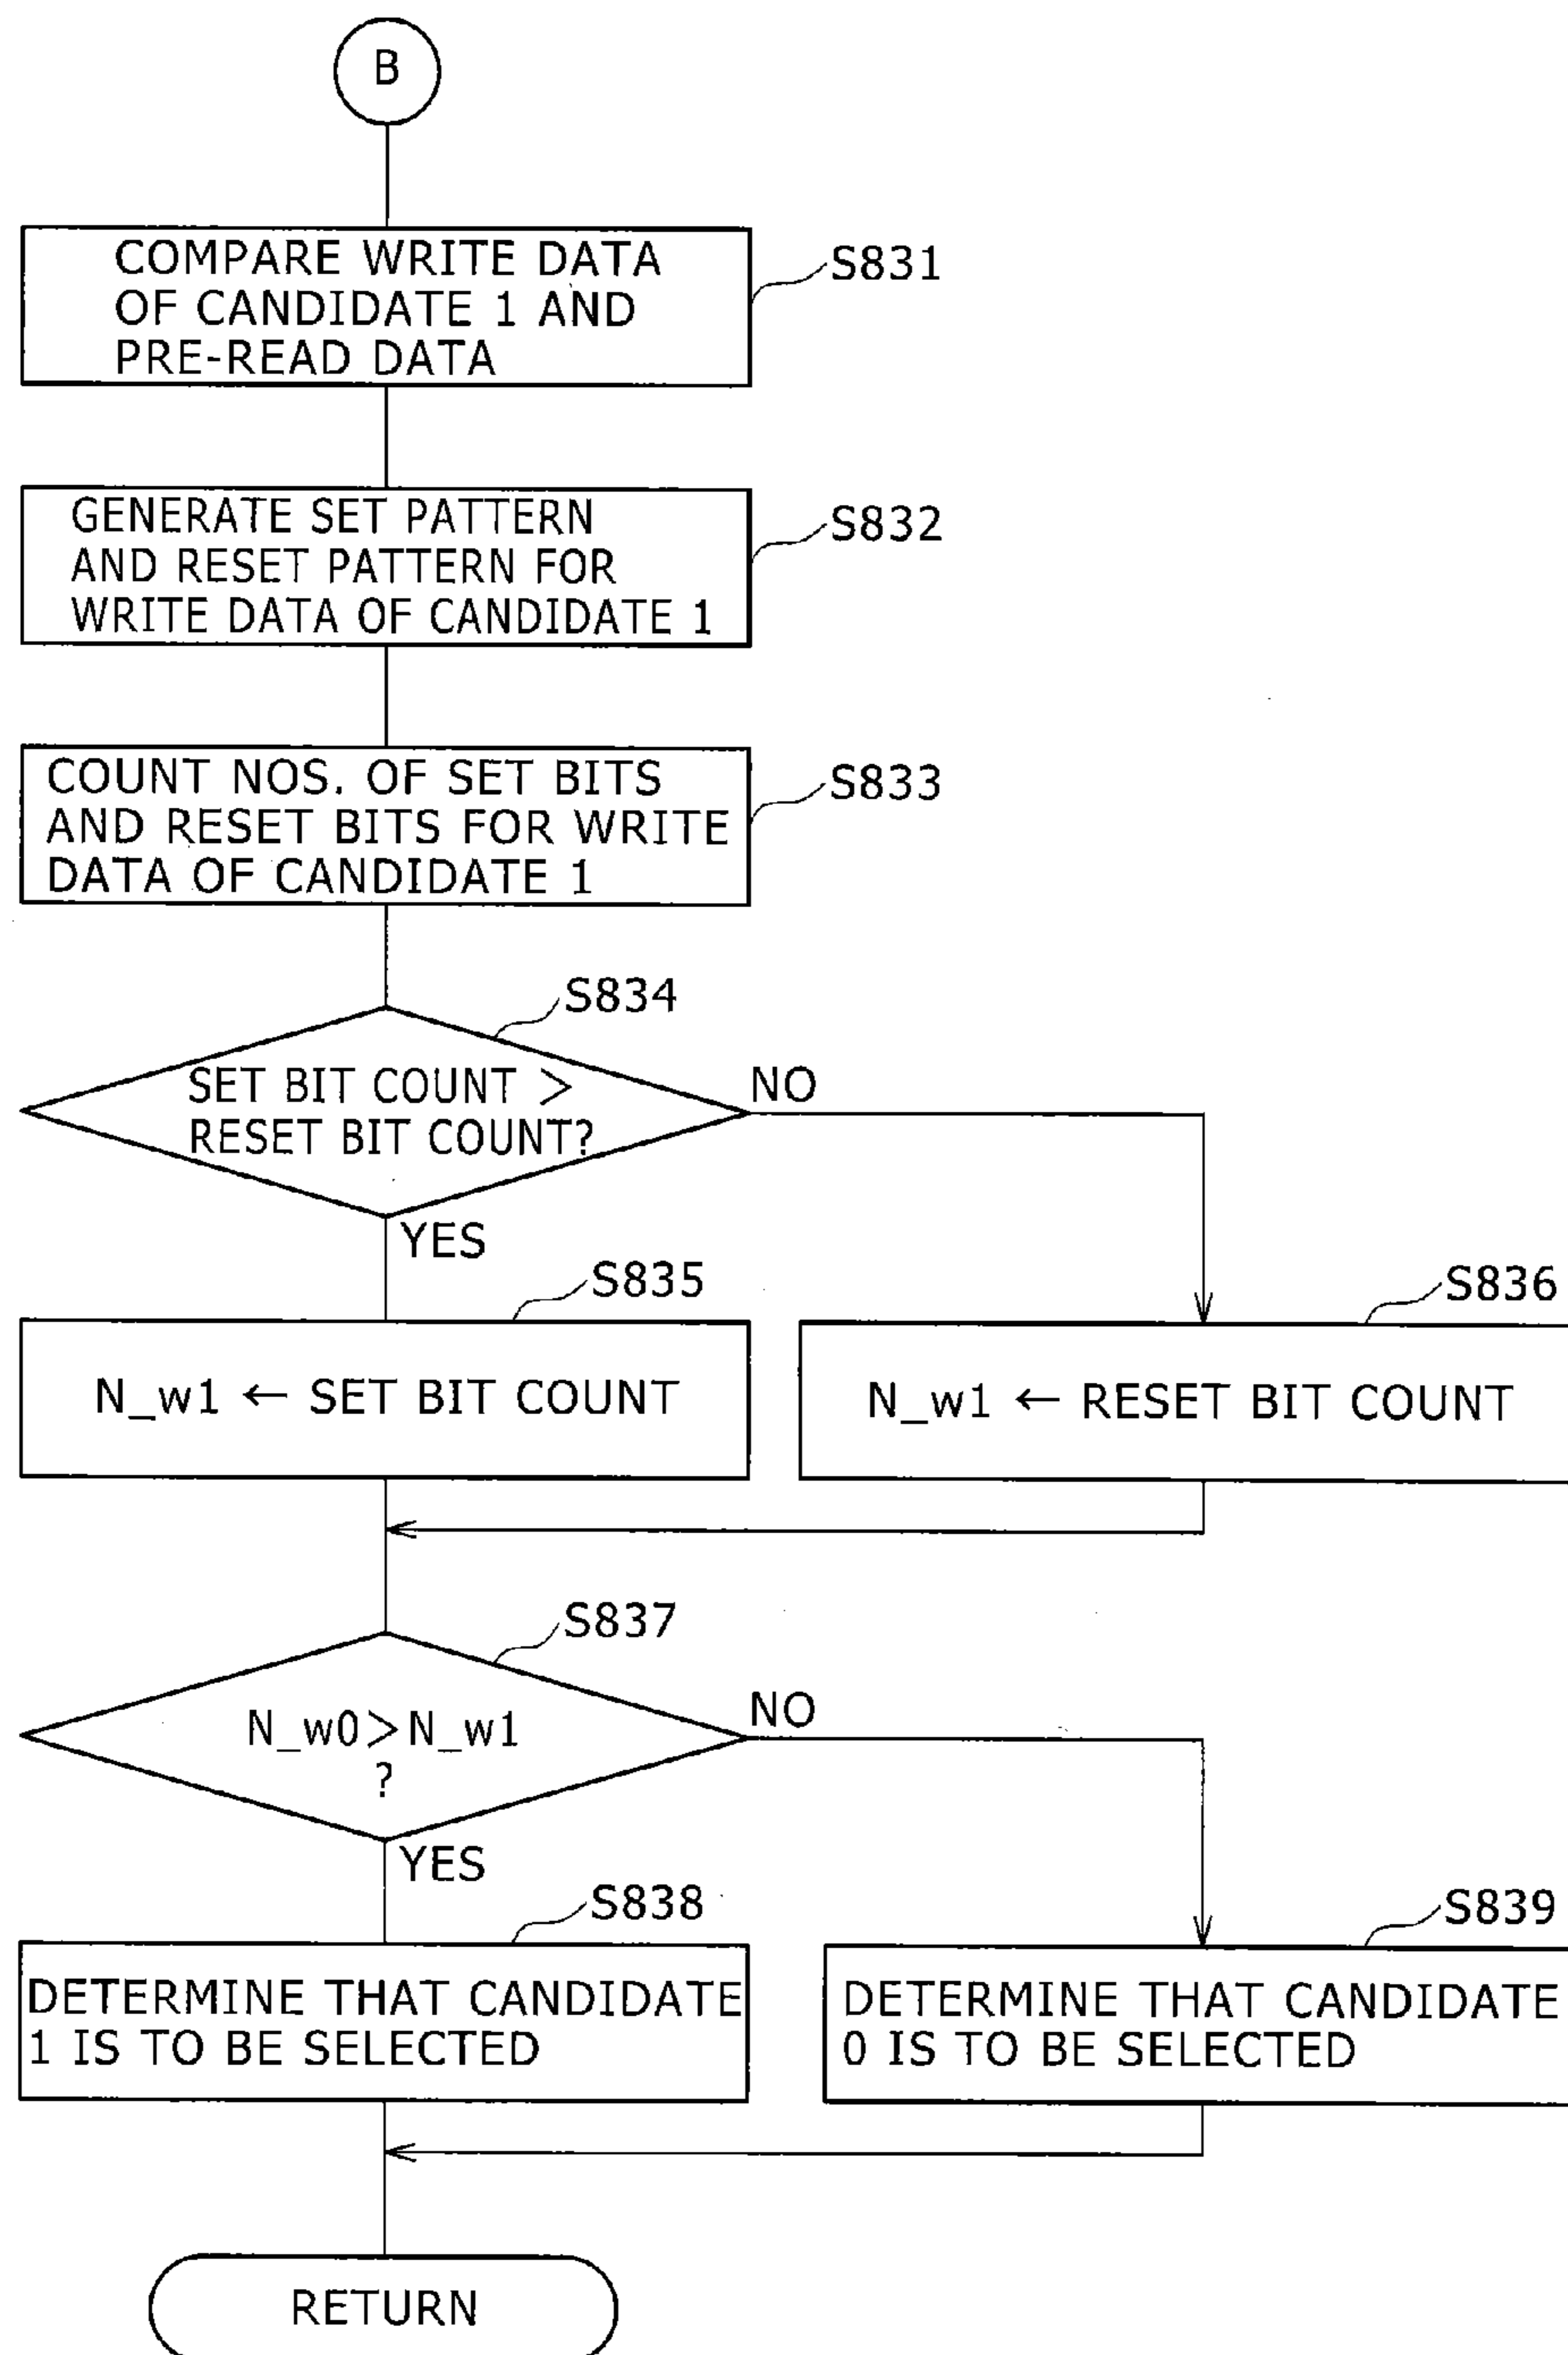 B
COMPARE WRITE DATA
OF CANDIDATE 1 AND
PRE-READ DATA
S831
GENERATE SET PATTERN
AND RESET PATTERN FOR
WRITE DATA OF CANDIDATE 1
S832
COUNT NOS. OF SET BITS
AND RESET BITS FOR WRITE
DATA OF CANDIDATE 1
S833
S834
SET BIT COUNT >
RESET BIT COUNT?
NO
YES
S835
N_w1 ← SET BIT COUNT
S836
N_w1 ← RESET BIT COUNT
S837
N_w0>N_w1
?
NO
YES
S838
DETERMINE THAT CANDIDATE
1 IS TO BE SELECTED
S839
DETERMINE THAT CANDIDATE
0 IS TO BE SELECTED
RETURN